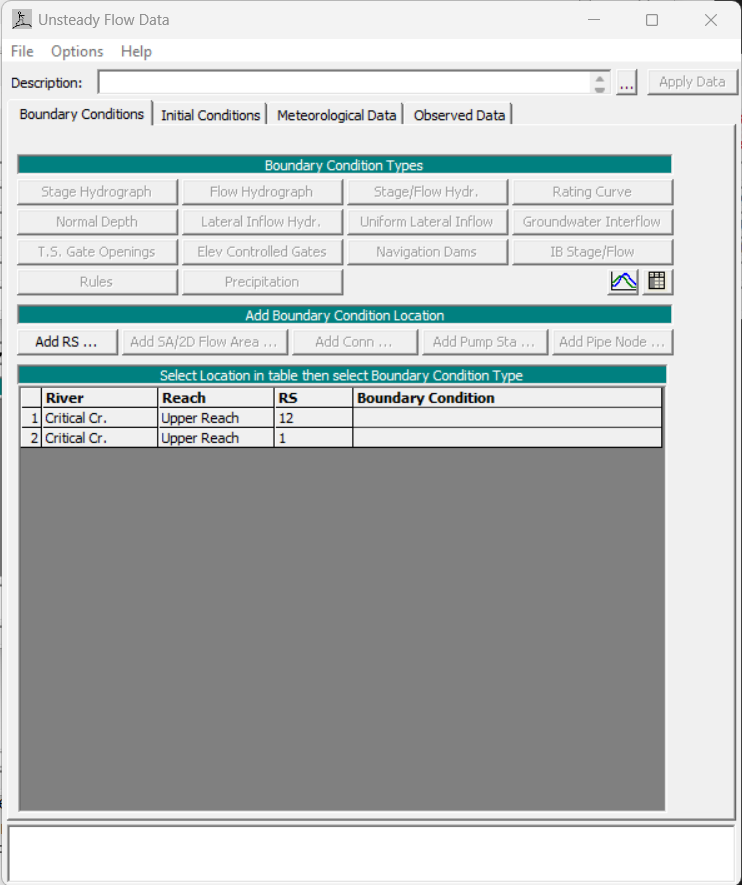 Unsteady Flow Data
File Options Help
Description: ... Apply Data
Boundary Conditions Initial Conditions Meteorological Data Observed Data
Boundary Condition Types
Stage Hydrograph Flow Hydrograph Stage/Flow Hydr. Rating Curve
Normal Depth Lateral Inflow Hydr. Uniform Lateral Inflow Groundwater Interflow
T.S. Gate Openings Elev Controlled Gates Navigation Dams IB Stage/Flow
Rules Precipitation
Add Boundary Condition Location
Add RS ... Add SA/2D Flow Area ... Add Conn ... Add Pump Sta ... Add Pipe Node ...
Select Location in table then select Boundary Condition Type
River Reach RS Boundary Condition
1 Critical Cr. Upper Reach 12
2 Critical Cr. Upper Reach 1